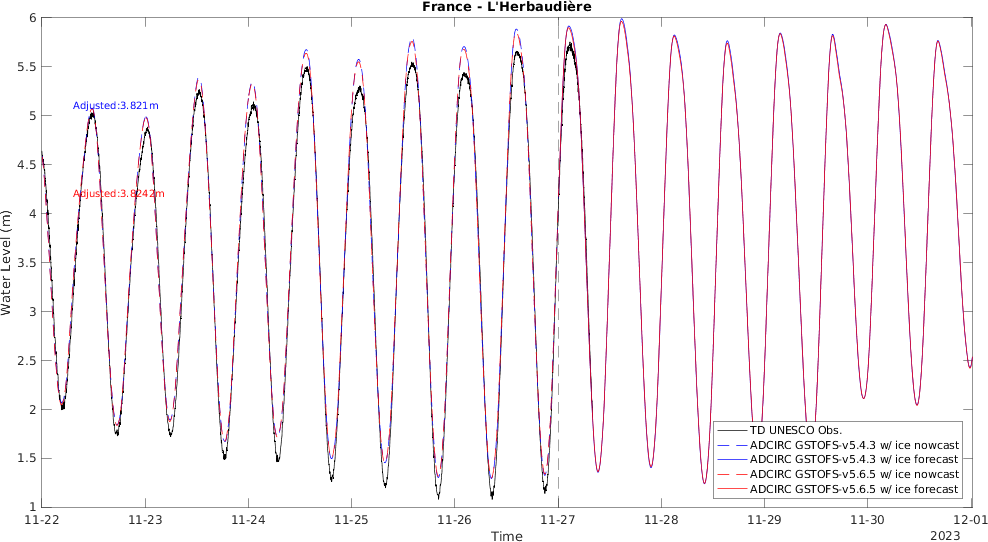 France - L'Herbaudière
Water Level (m)
6
5.5
5
4.5
4
3.5
3
2.5
2
1.5
1
Adjusted:3.821m
Adjusted:3.8242m
TD UNESCO Obs.
ADCIRC GSTOFS-v5.4.3 w/ ice nowcast
ADCIRC GSTOFS-v5.4.3 w/ ice forecast
ADCIRC GSTOFS-v5.6.5 w/ ice nowcast
ADCIRC GSTOFS-v5.6.5 w/ ice forecast
11-22 11-23 11-24 11-25 11-26 11-27 11-28 11-29 11-30 12-01
Time
2023